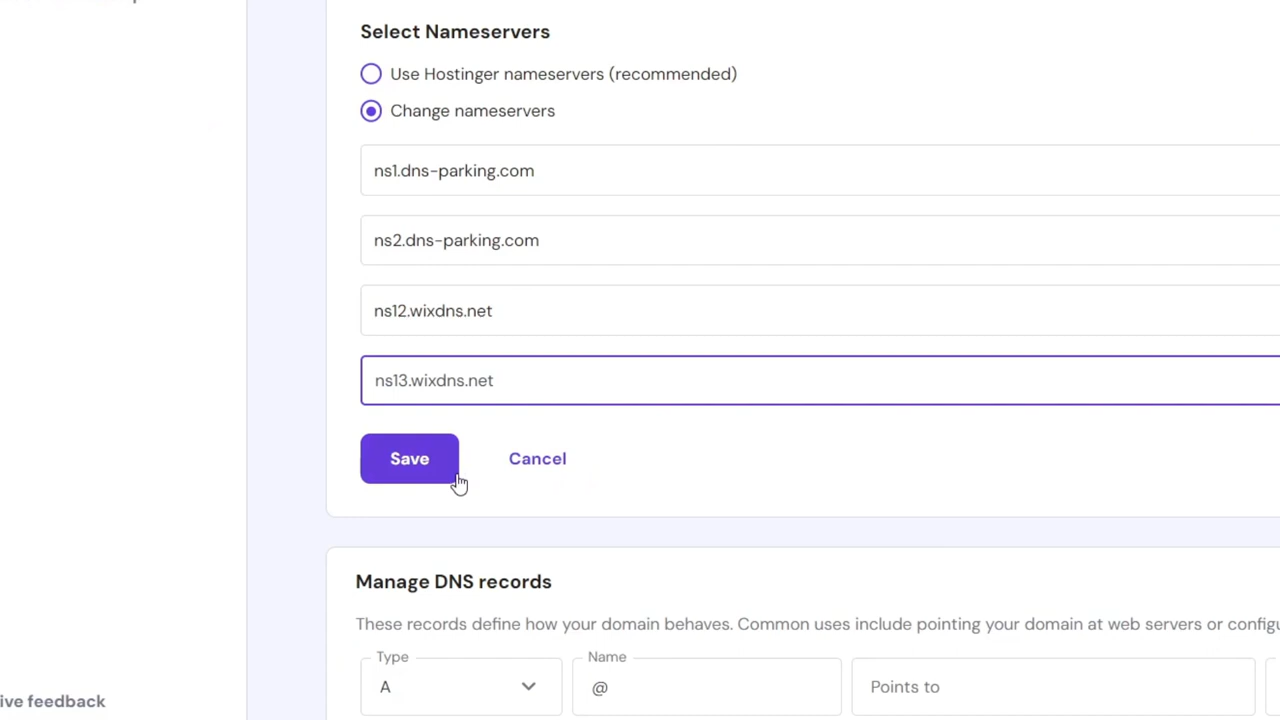 Select Nameservers
Use Hostinger nameservers (recommended)
Change nameservers
ns1.dns-parking.com
ns2.dns-parking.com
ns12.wixdns.net
ns13.wixdns.net
Save Cancel
Manage DNS records
These records define how your domain behaves. Common uses include pointing your domain at web servers or
Type Name
A @ Points to
ive feedback